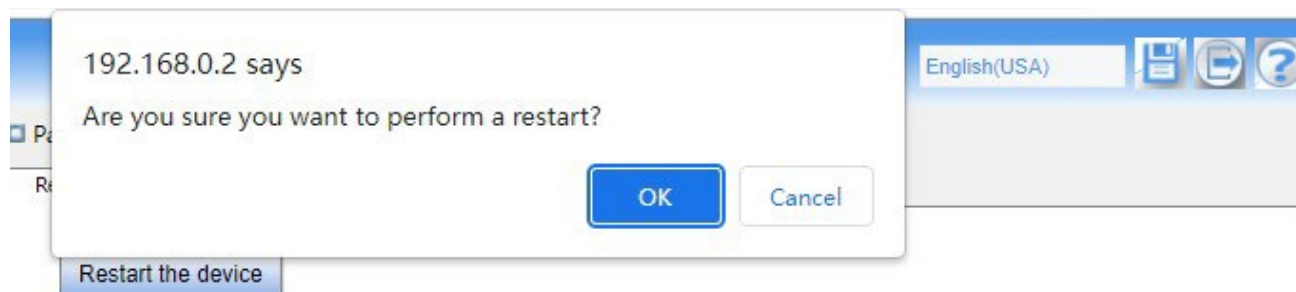 192.168.0.2 says
Are you sure you want to perform a restart?
OK
Cancel
English(USA)
Restart the device